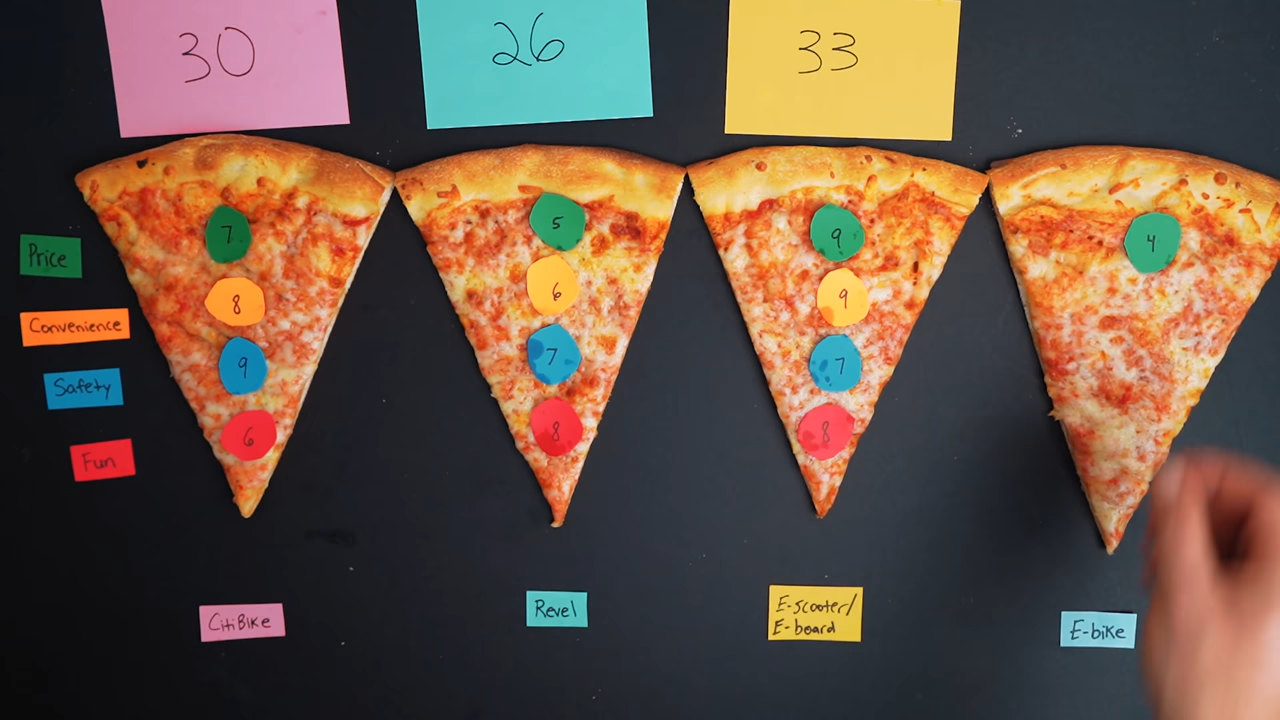 30
26
33
Price
7
5
9
4
Convenience
8
6
9
Safety
9
7
7
Fun
6
8
8
CitiBike
Revel
E-scooter/
E-board
E-bike